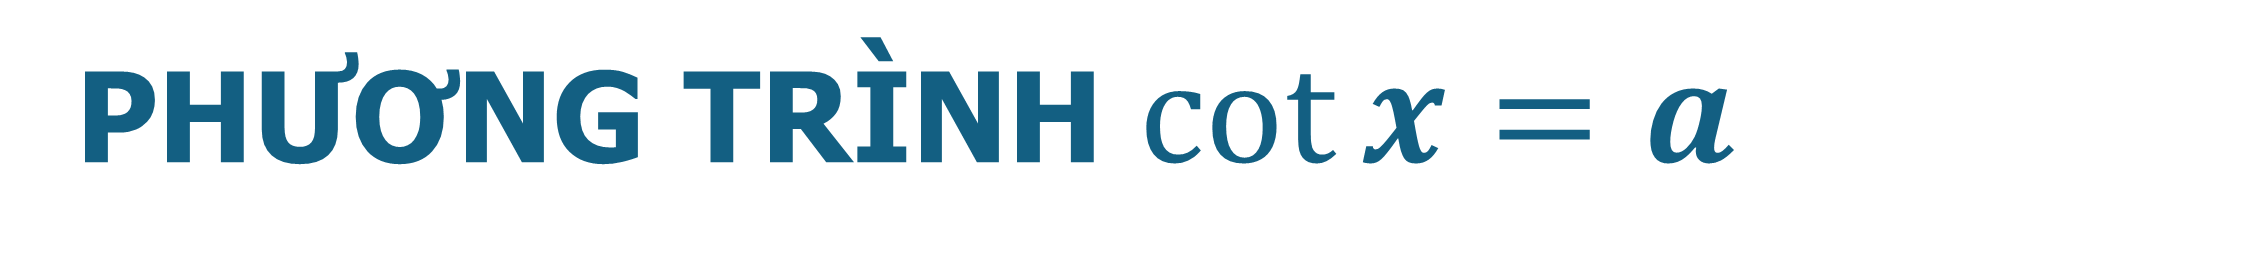 PHƯƠNG TRÌNH cot x = a